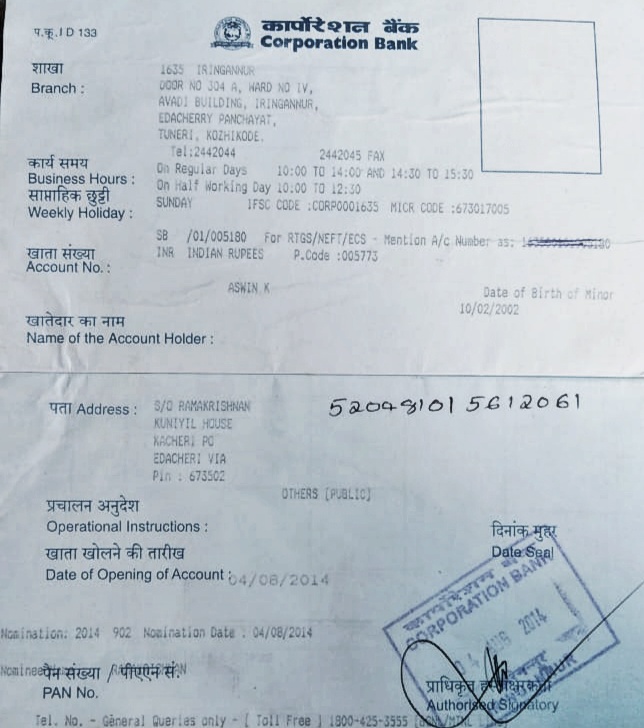 प.कू.ID 133
कार्पोरेशन बैंक
Corporation Bank
शाखा
Branch :
1635 IRINGANNUR
DOOR NO 304 A, WARD NO IV,
AVADI BUILDING, IRINGANNUR,
EDACHERRY PANCHAYAT,
TUNERI, KOZHIKODE.
Tel:2442044 2442045 FAX
कार्य समय
Business Hours : On Regular Days 10:00 TO 14:00 AND 14:30 TO 15:30
On Half Working Day 10:00 TO 12:30
साप्ताहिक छुट्टी
Weekly Holiday : SUNDAY IFSC CODE :CORP0001635 MICR CODE :673017005
SB /01/005180 For RTGS/NEFT/ECS - Mention A/c Number as:
खाता संख्या
Account No. : INR INDIAN RUPEES P.Code :005773
ASWIN K Date of Birth of Minor
10/02/2002
खातेदार का नाम
Name of the Account Holder :
पता Address : S/O RAMAKRISHNAN
KUNIYIL HOUSE
KACHERI PO
EDACHERI VIA
Pin : 673502
520481015612061
OTHERS [PUBLIC]
प्रचालन अनुदेश
Operational Instructions :
दिनांक मुहर
Date Seal
खाता खोलने की तारीख
Date of Opening of Account : 04/08/2014
कार्पोरेशन बैंक
CORPORATION BANK
2014
Nomination: 2014 902 Nomination Date : 04/08/2014
Nominee
पैन संख्या / पीएएन सं.
PAN No.
प्राधिकृत
Authorised Signatory
Tel. No. - General Queries only - [ Toll Free ] 1800-425-3555